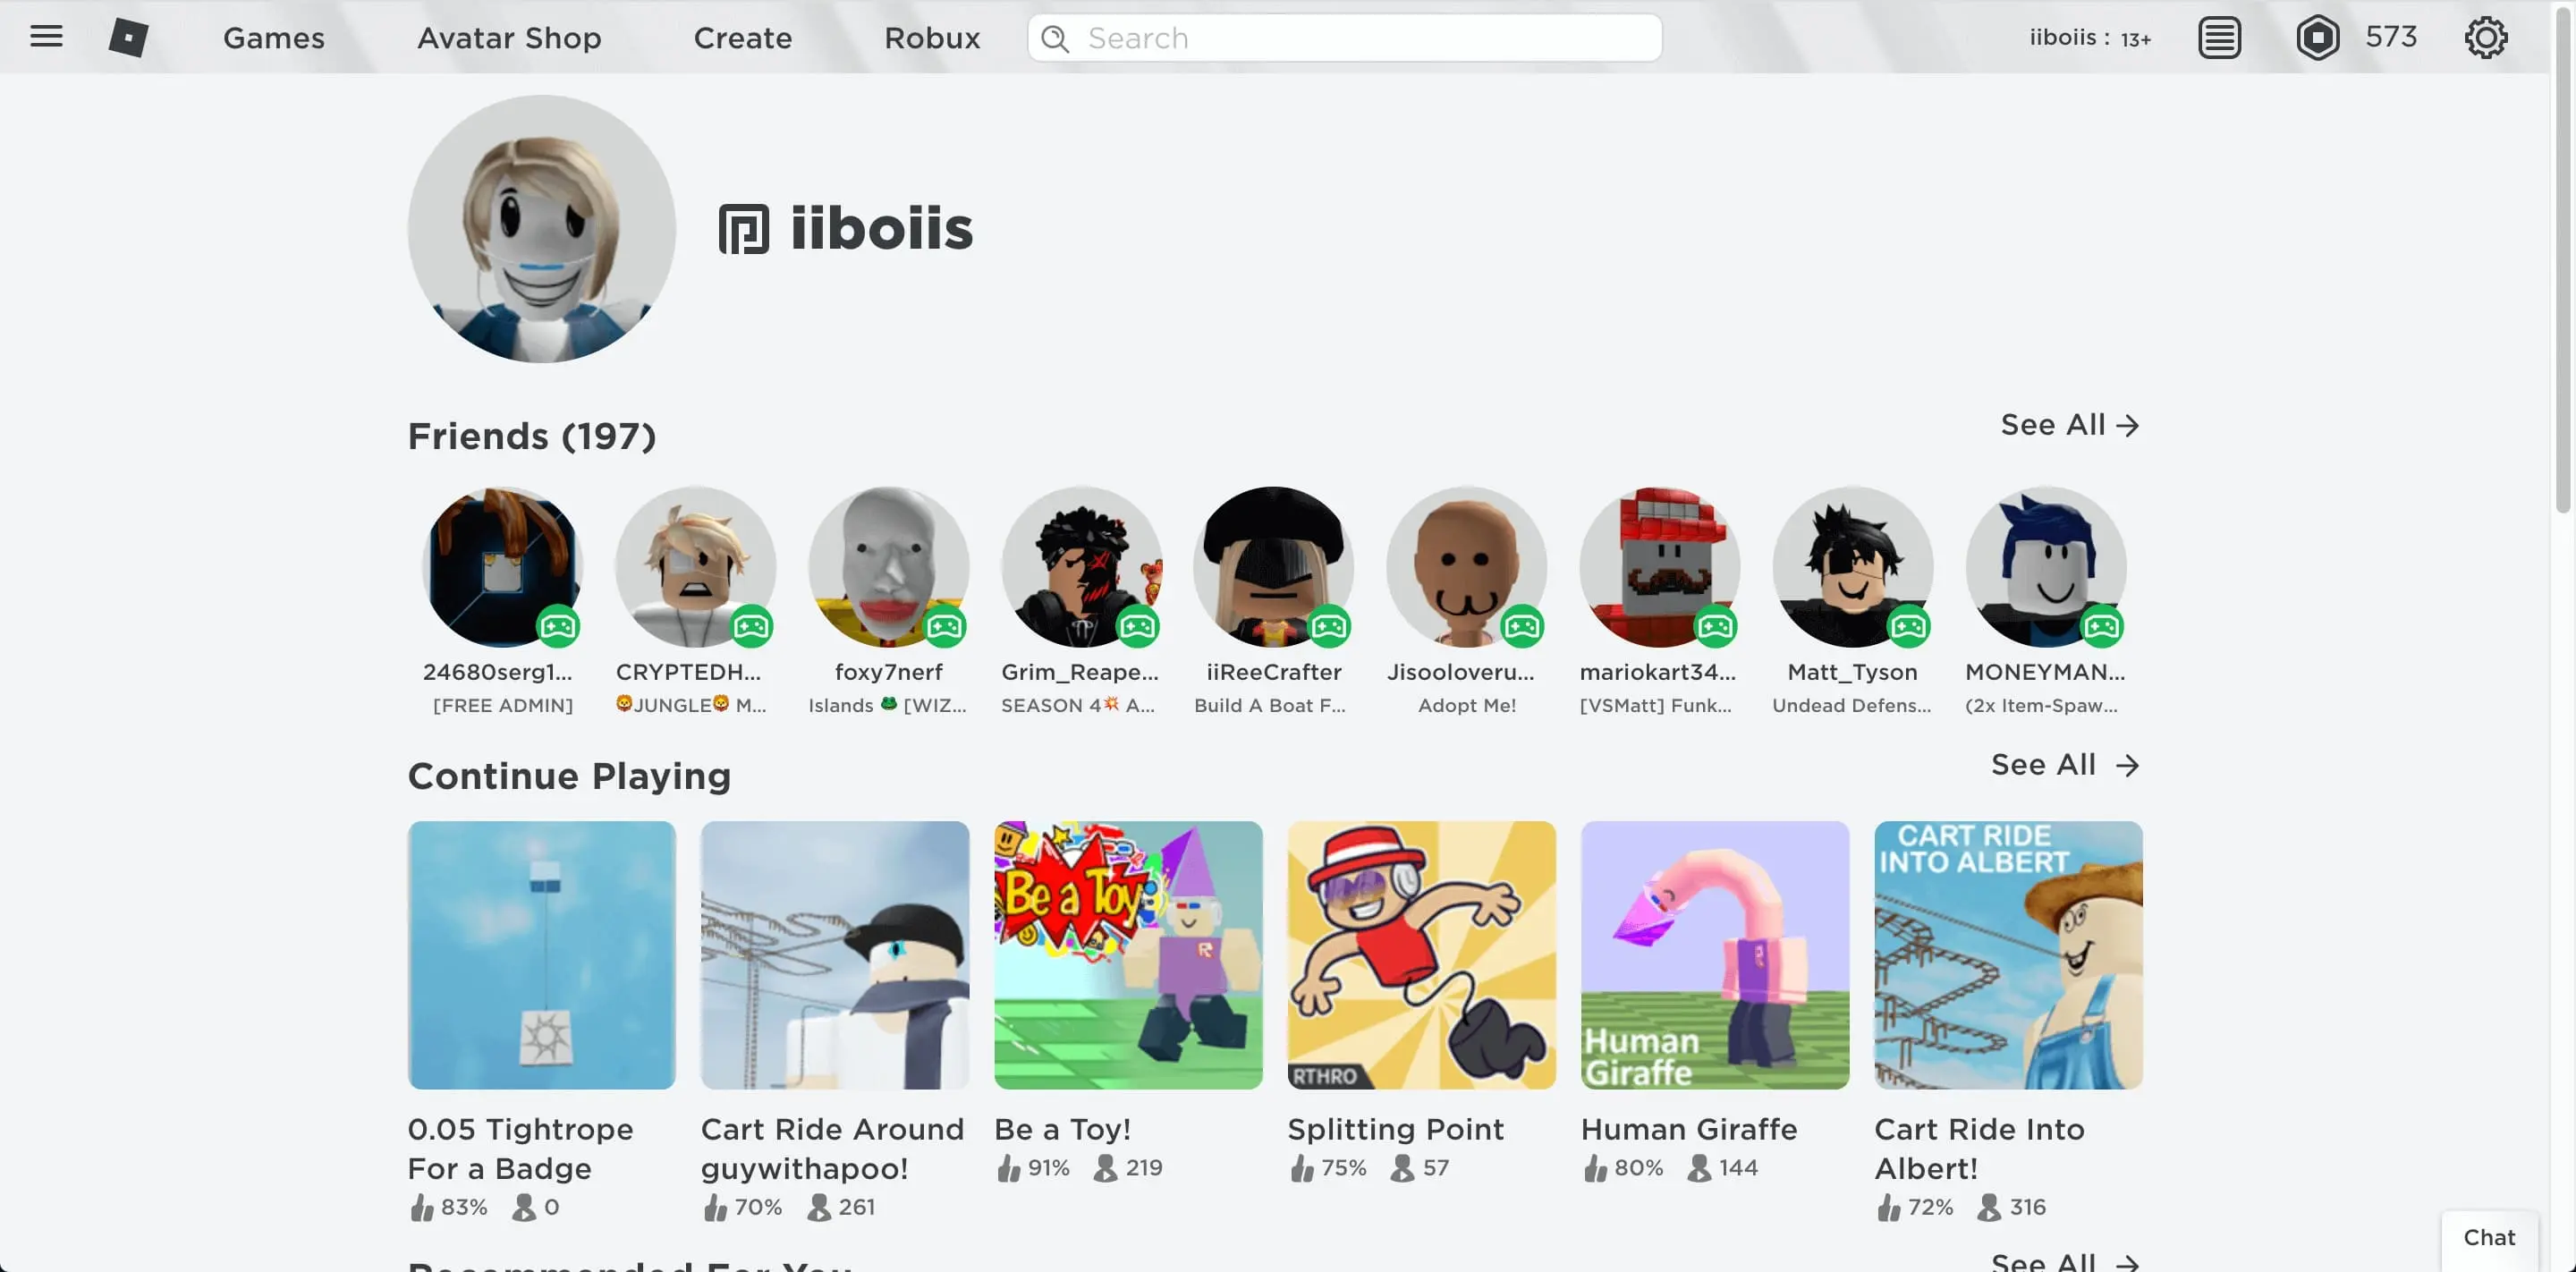 Games Avatar Shop Create Robux Search iiboiis : 13+ 573
iiboiis
Friends (197) See All
24680serg1... CRYPTEDH... foxy7nerf Grim_Reape... iiReeCrafter Jisooloveru... mariokart34... Matt_Tyson MONEYMAN...
[FREE ADMIN] 🦁JUNGLE🦁 M... Islands 🐸 [WIZ... SEASON 4💥 A... Build A Boat F... Adopt Me! [VSMatt] Funk... Undead Defens... (2x Item-Spaw...
Continue Playing See All
Be a Toy
RTHRO
Human
Giraffe
CART RIDE
INTO ALBERT
0.05 Tightrope
For a Badge
83% 0
Cart Ride Around
guywithapoo!
70% 261
Be a Toy!
91% 219
Splitting Point
75% 57
Human Giraffe
80% 144
Cart Ride Into
Albert!
72% 316
Recommended For You See All
Chat